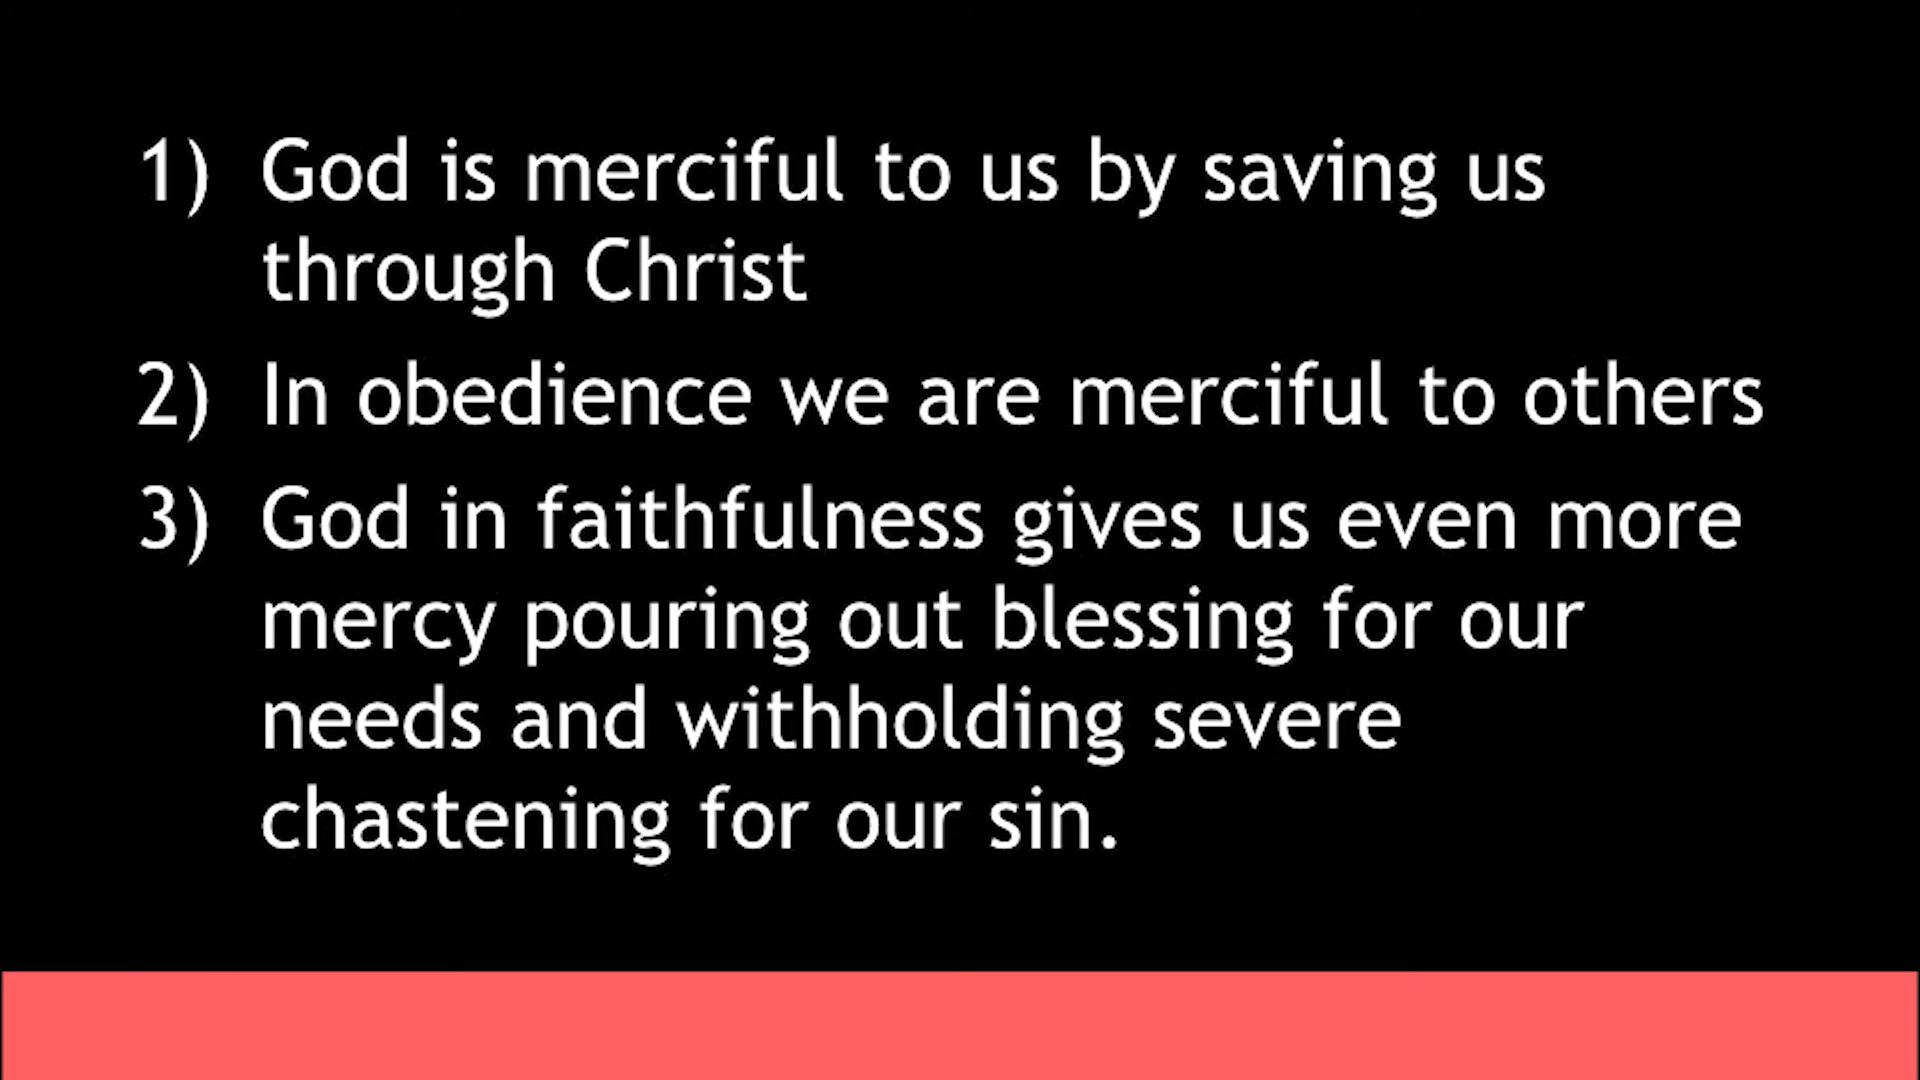 1) God is merciful to us by saving us
through Christ
2) In obedience we are merciful to others
3) God in faithfulness gives us even more
mercy pouring out blessing for our
needs and withholding severe
chastening for our sin.